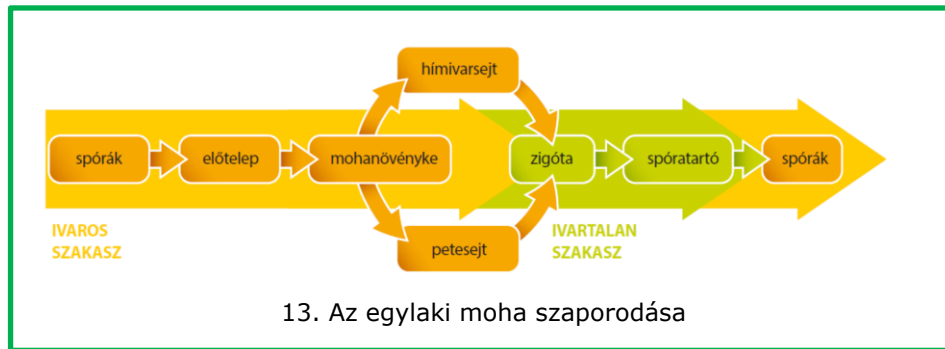 hímivarsejt
spórák
előtelep
mohanövényke
zigóta
spóratartó
spórák
IVAROS
SZAKASZ
petesejt
IVARTALAN
SZAKASZ
13. Az egylaki moha szaporodása